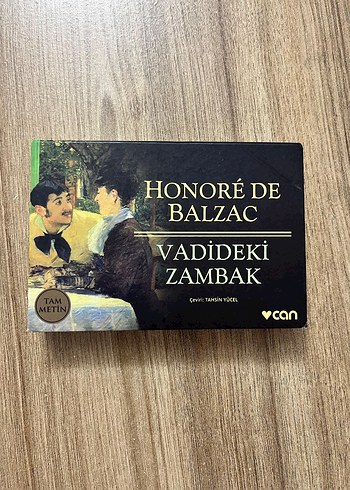 HONORÉ DE
BALZAC
VADİDEKİ
ZAMBAK
Çeviri: TAHSİN YÜCEL
TAM
METİN
can